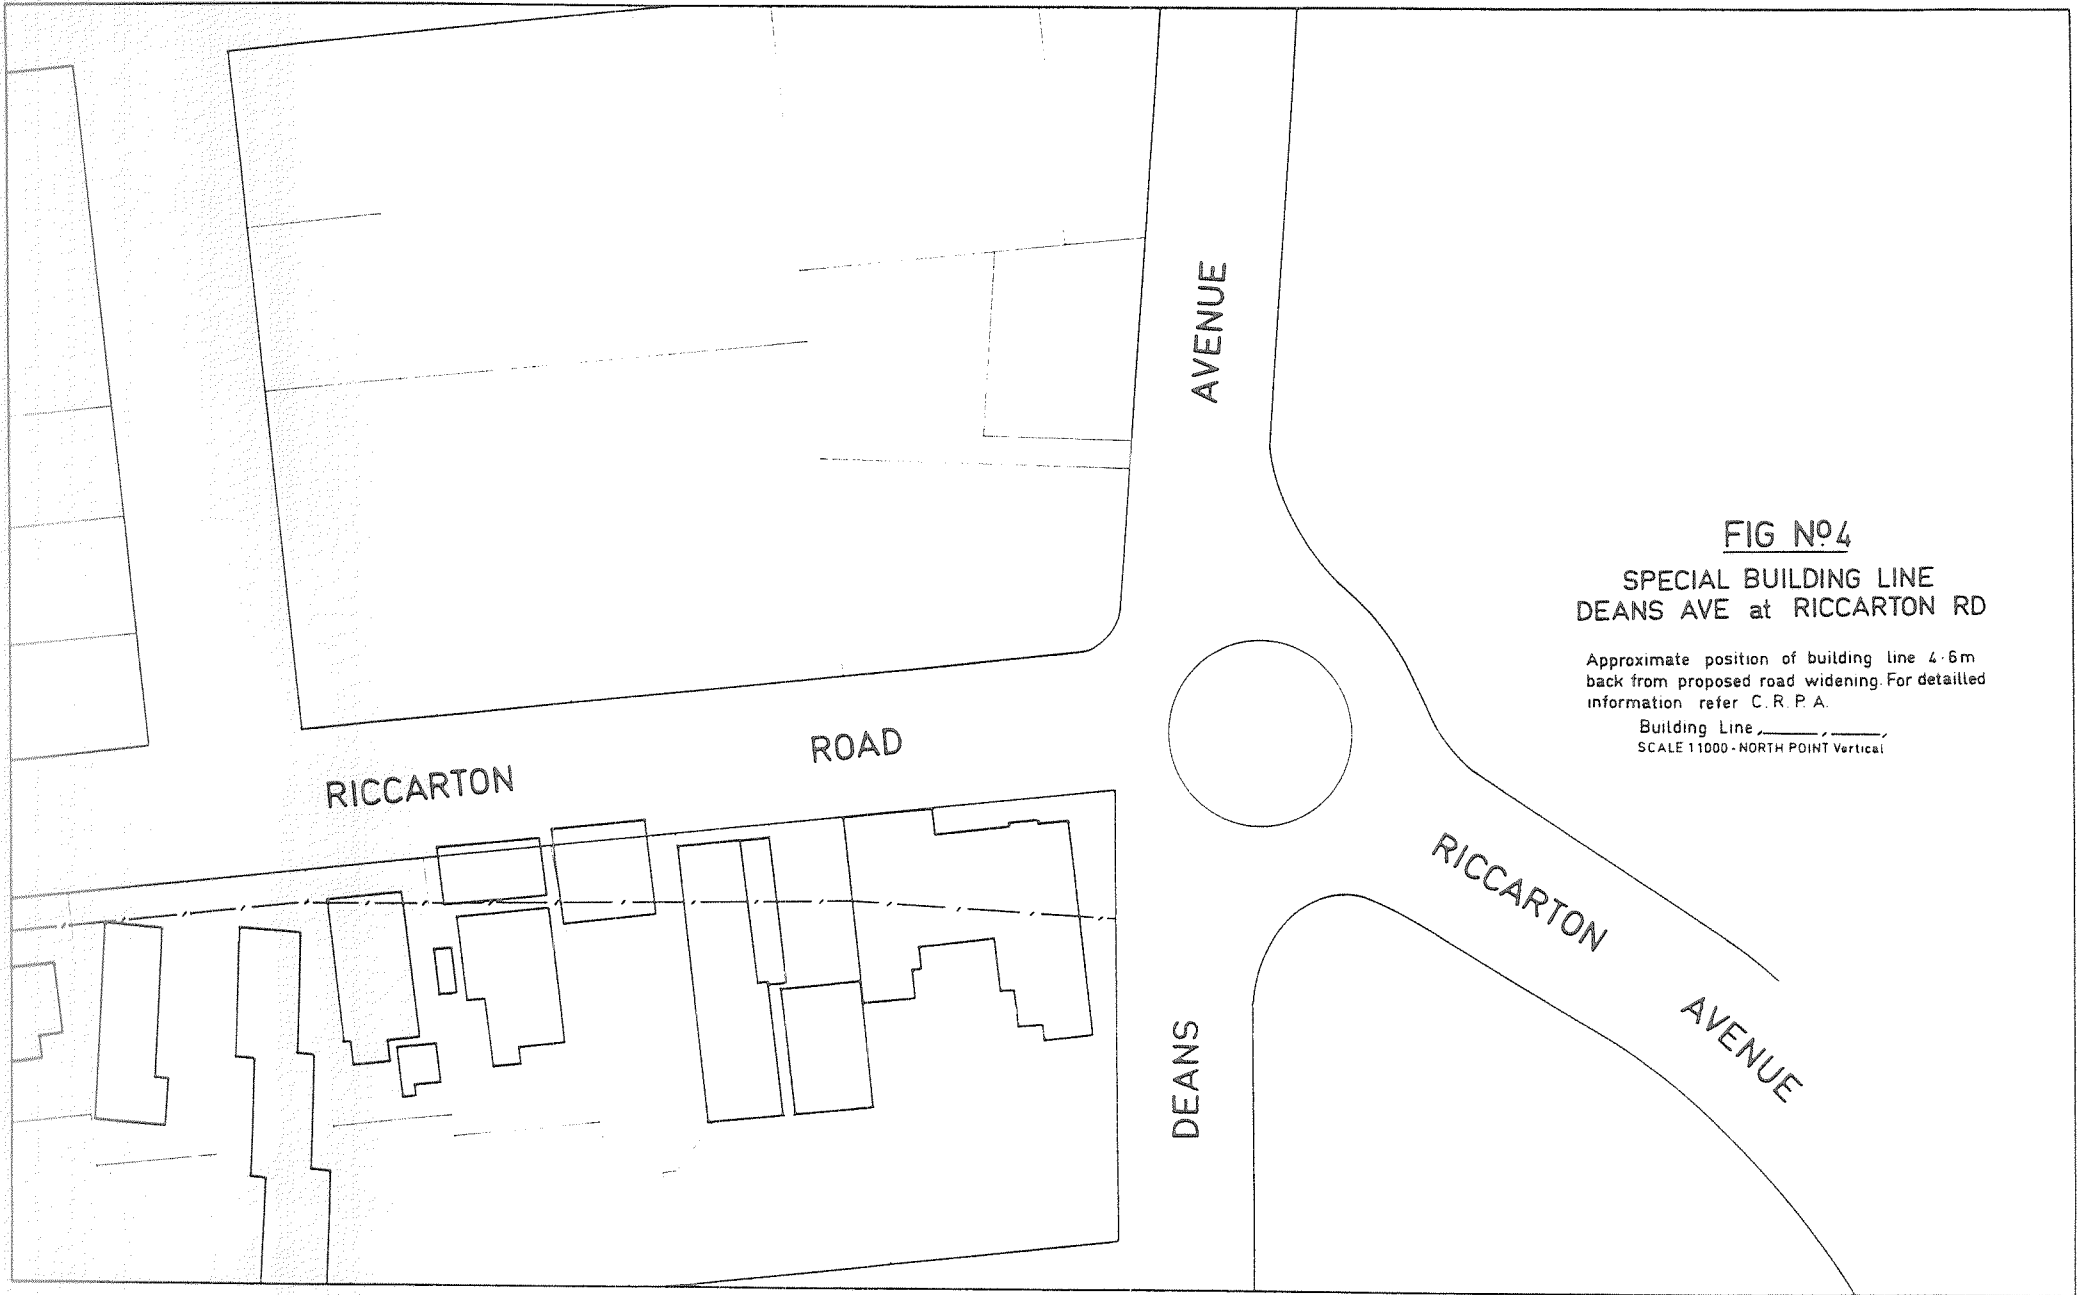 AVENUE
FIG Nº4
SPECIAL BUILDING LINE
DEANS AVE at RICCARTON RD
Approximate position of building line 4·6m
back from proposed road widening. For detailled
information refer C. R. P. A.
Building Line
SCALE 1 1000 - NORTH POINT Vertical
ROAD
RICCARTON
RICCARTON
AVENUE
DEANS